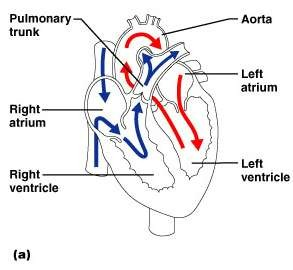 Pulmonary
trunk
Aorta
Left
atrium
Right
atrium
Right
ventricle
Left
ventricle
(a)